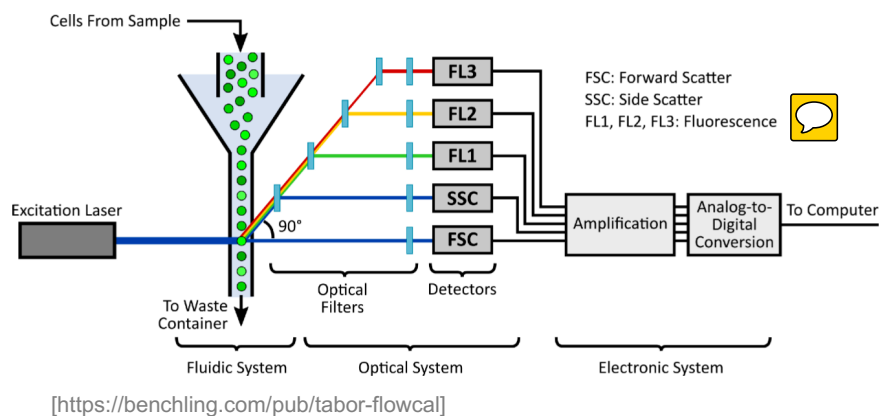 Cells From Sample
FL3
FL2
FL1
SSC
FSC
FSC: Forward Scatter
SSC: Side Scatter
FL1, FL2, FL3: Fluorescence
Excitation Laser
90°
Amplification
Analog-to-
Digital
Conversion
To Computer
To Waste
Container
Optical
Filters
Detectors
Fluidic System
Optical System
Electronic System
[https://benchling.com/pub/tabor-flowcal]